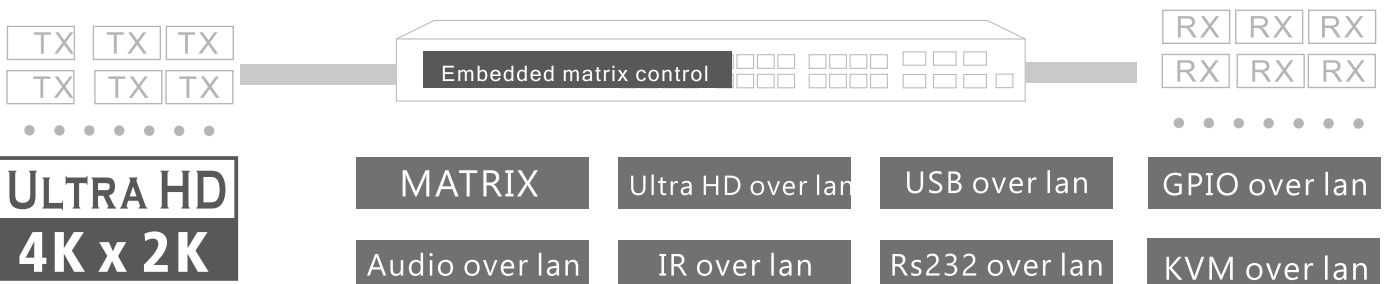 TX TX TX
TX TX TX
Embedded matrix control
RX RX RX
RX RX RX
ULTRA HD
4K x 2K
MATRIX
Ultra HD over lan
USB over lan
GPIO over lan
Audio over lan
IR over lan
Rs232 over lan
KVM over lan